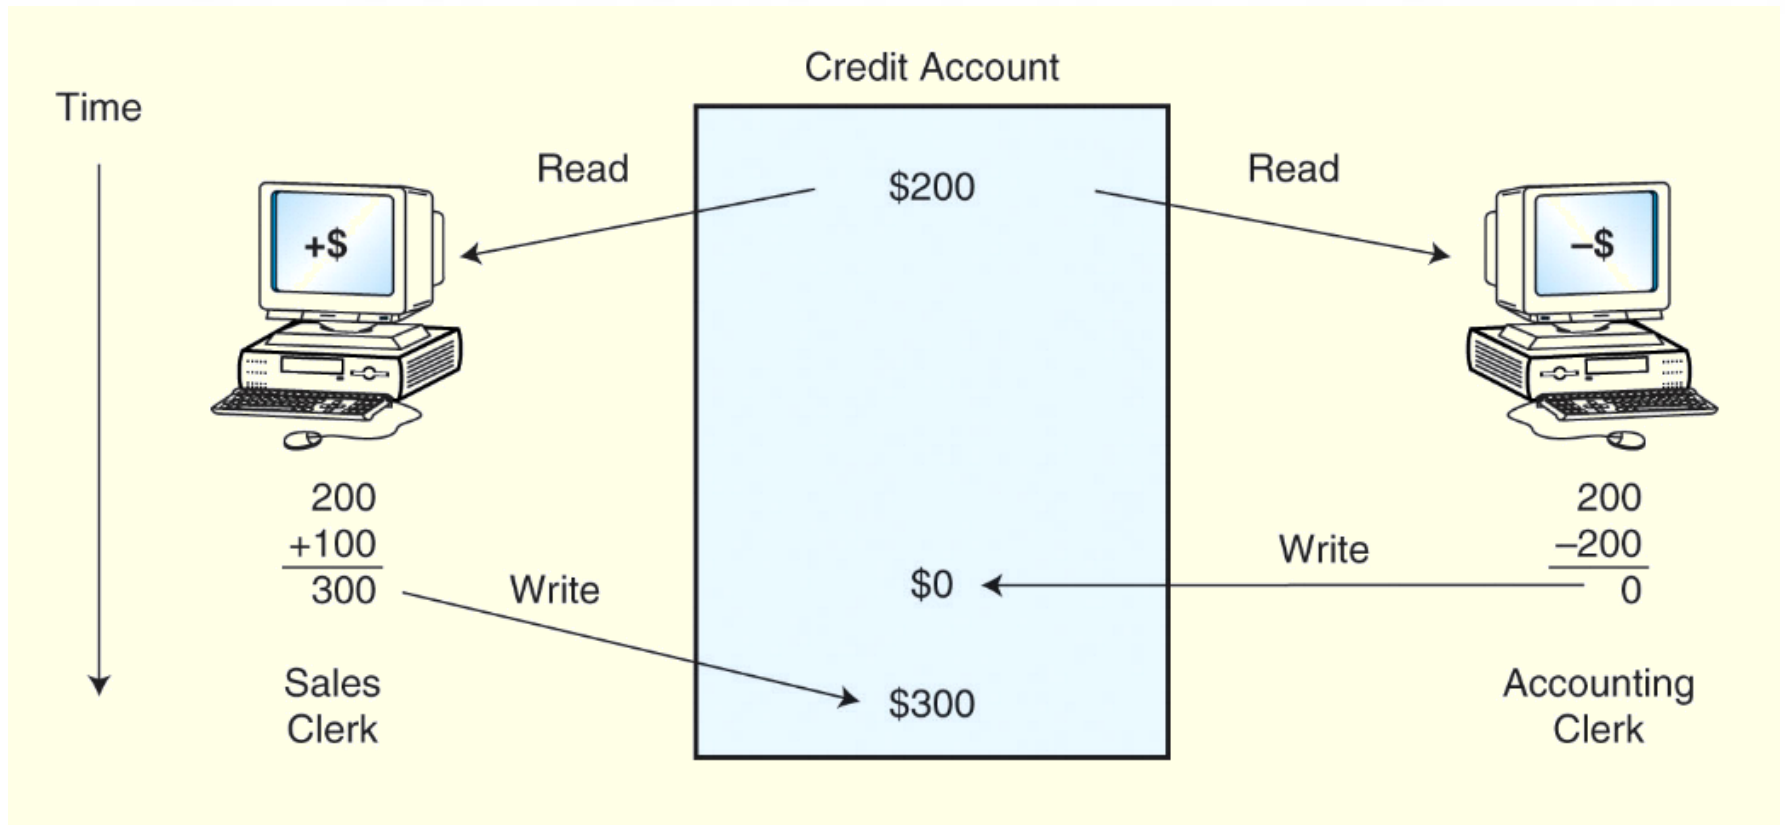 Credit Account
Time
Read
$200
Read
+$
–$
200
+100
300
Write
$0
Write
200
–200
0
$300
Sales
Clerk
Accounting
Clerk